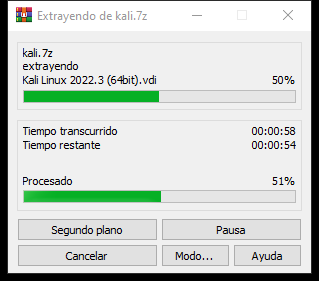 Extrayendo de kali.7z
kali.7z
extrayendo
Kali Linux 2022.3 (64bit).vdi 50%
Tiempo transcurrido 00:00:58
Tiempo restante 00:00:54
Procesado 51%
Segundo plano Pausa
Cancelar Modo... Ayuda